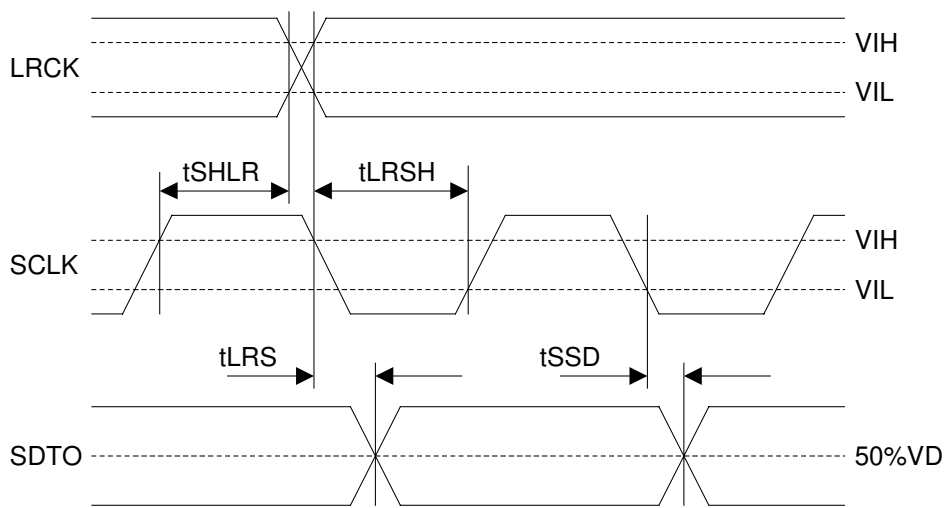 LRCK
VIH
VIL
tSHLR
tLRSH
SCLK
VIH
VIL
tLRS
tSSD
SDTO
50%VD